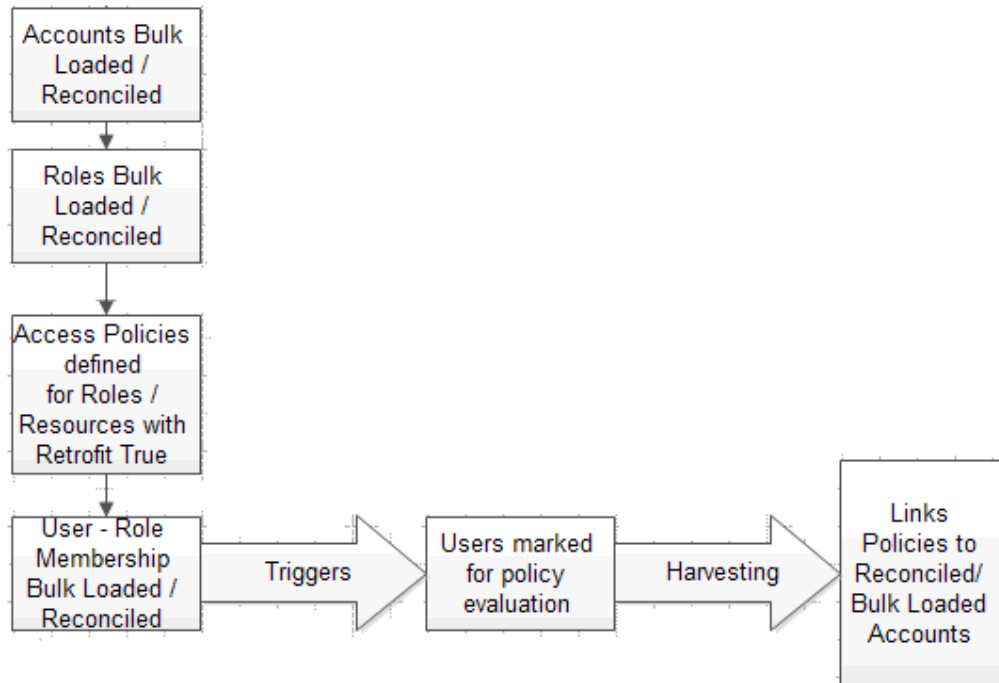 Accounts Bulk
Loaded /
Reconciled
Roles Bulk
Loaded /
Reconciled
Access Policies
defined
for Roles /
Resources with
Retrofit True
User - Role
Membership
Bulk Loaded /
Reconciled
Triggers
Users marked
for policy
evaluation
Harvesting
Links
Policies to
Reconciled/
Bulk Loaded
Accounts